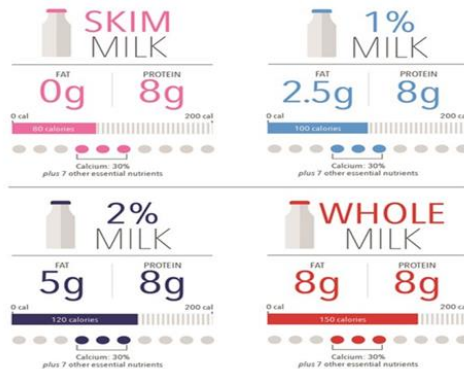 SKIM
MILK
FAT
PROTEIN
0g
8g
0 cal
200 cal
80 calories
Calcium: 30%
plus 7 other essential nutrients
1%
MILK
FAT
PROTEIN
2.5g
8g
0 cal
200 cal
100 calories
Calcium: 30%
plus 7 other essential nutrients
2%
MILK
FAT
PROTEIN
5g
8g
0 cal
200 cal
120 calories
Calcium: 30%
plus 7 other essential nutrients
WHOLE
MILK
FAT
PROTEIN
8g
8g
0 cal
200 cal
150 calories
Calcium: 30%
plus 7 other essential nutrients